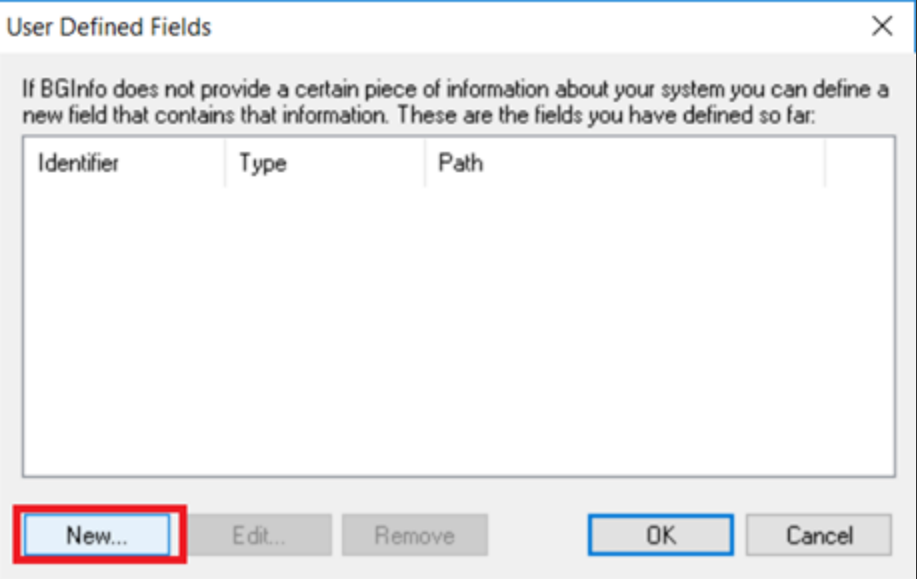 User Defined Fields
If BGInfo does not provide a certain piece of information about your system you can define a
new field that contains that information. These are the fields you have defined so far:
Identifier Type Path
New... Edit... Remove OK Cancel